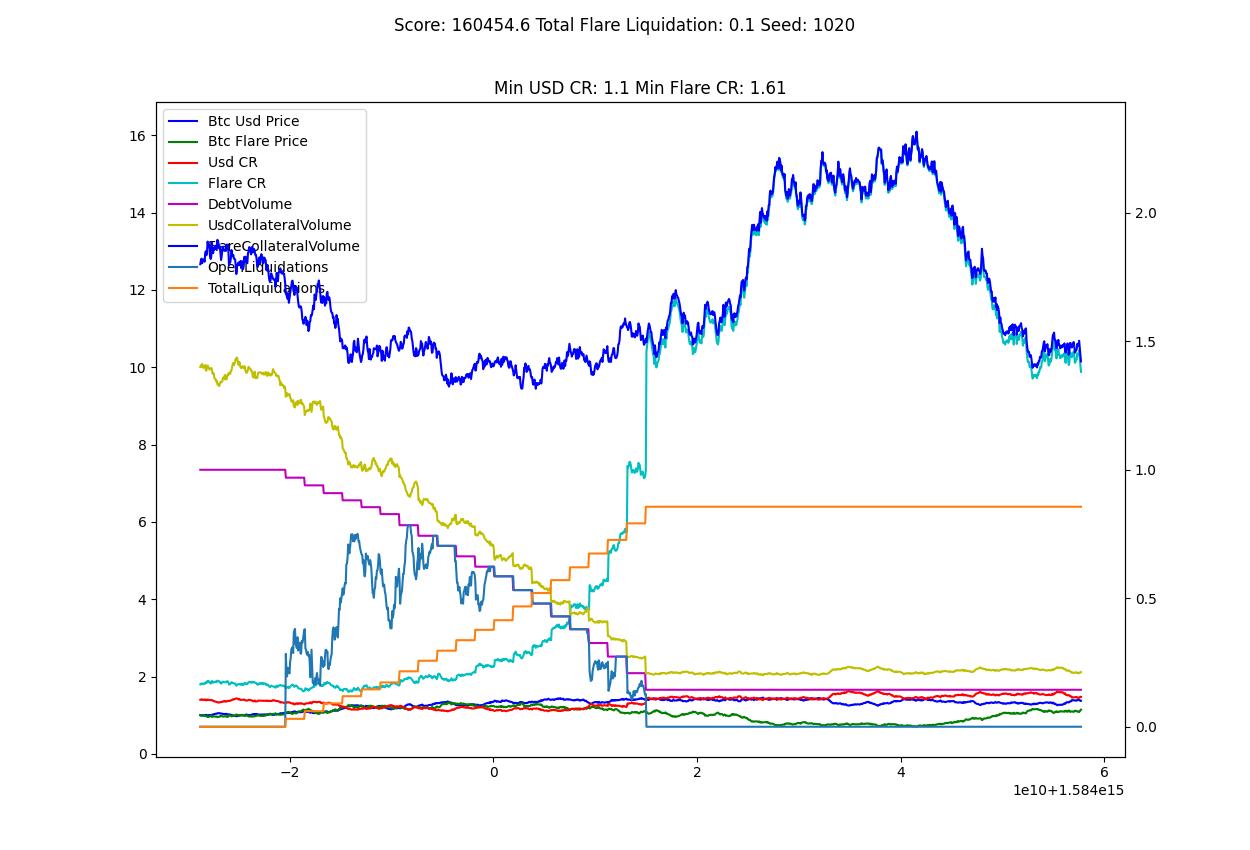 Score: 160454.6 Total Flare Liquidation: 0.1 Seed: 1020
Min USD CR: 1.1 Min Flare CR: 1.61
Btc Usd Price
Btc Flare Price
Usd CR
Flare CR
DebtVolume
UsdCollateralVolume
FlareCollateralVolume
OpenLiquidations
TotalLiquidations
16
14
12
10
8
6
4
2
0
2.0
1.5
1.0
0.5
0.0
−2
0
2
4
6
1e10+1.584e15